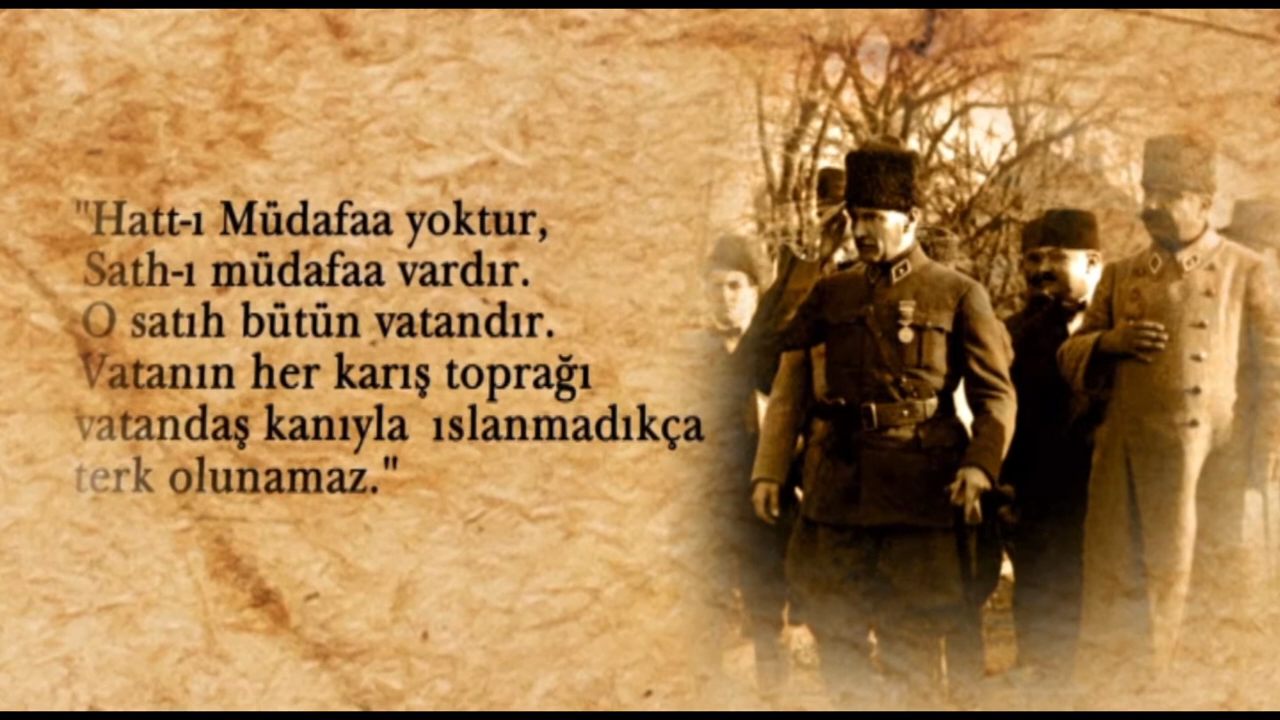 "Hatt-ı Müdafaa yoktur,
Sath-ı müdafaa vardır.
O satıh bütün vatandır.
Vatanın her karış toprağı
vatandaş kanıyla ıslanmadıkça
terk olunamaz."